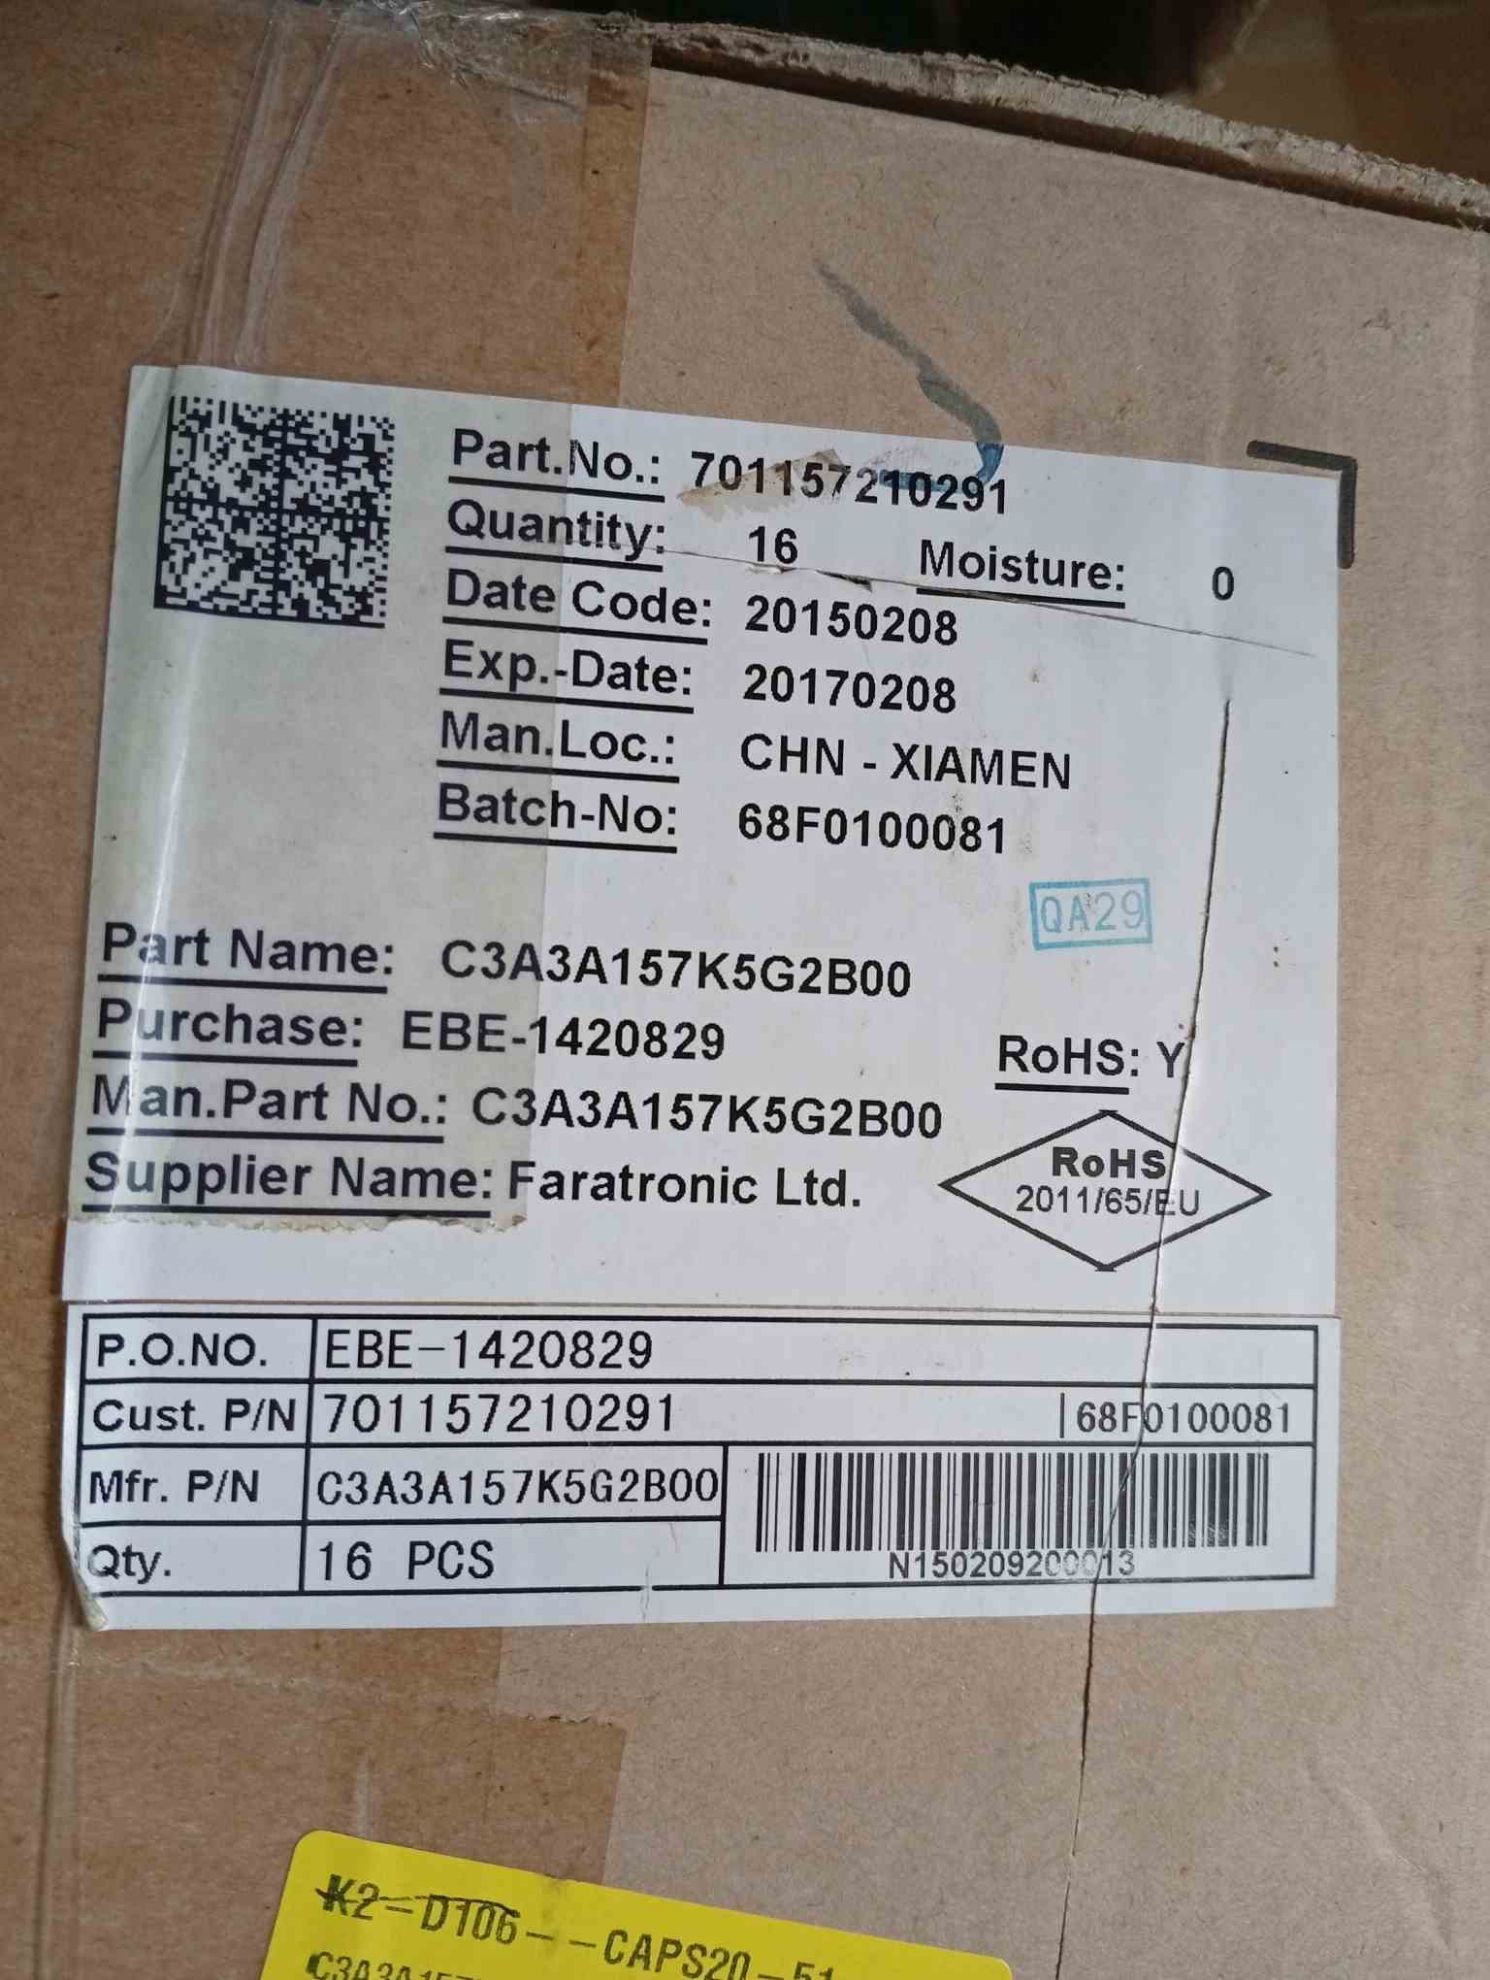 Part.No.: 701157210291
Quantity: 16 Moisture: 0
Date Code: 20150208
Exp.-Date: 20170208
Man.Loc.: CHN - XIAMEN
Batch-No: 68F0100081
QA29
Part Name: C3A3A157K5G2B00
Purchase: EBE-1420829
RoHS: Y
Man.Part No.: C3A3A157K5G2B00
Supplier Name: Faratronic Ltd.
RoHS
2011/65/EU
P.O.NO. EBE-1420829
Cust. P/N 701157210291 68F0100081
Mfr. P/N C3A3A157K5G2B00
Qty. 16 PCS
N150209200013
K2-D106--CAPS20-51